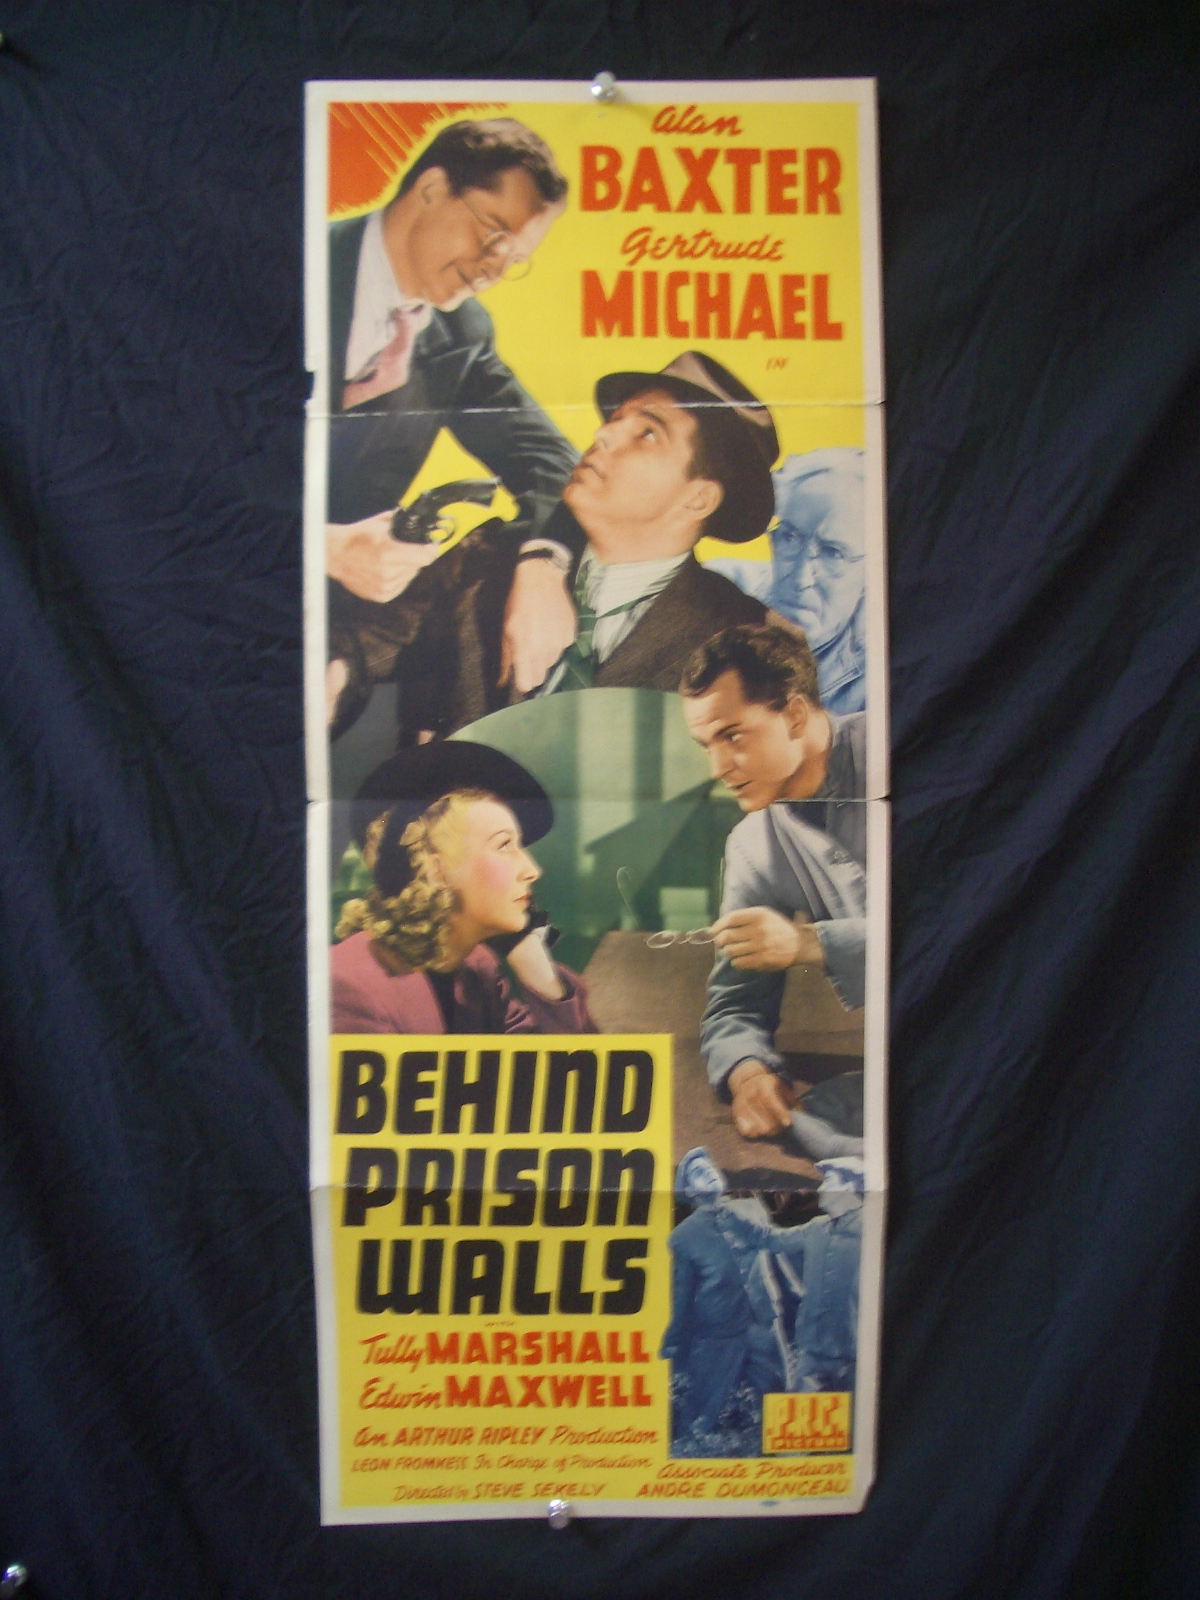 Alan
BAXTER
Gertrude
MICHAEL
IN
BEHIND
PRISON
WALLS
WITH
Tully MARSHALL
Edwin MAXWELL
An ARTHUR RIPLEY Production
LEON FROMKESS In Charge of Production
Directed by STEVE SEKELY
Associate Producer
ANDRE DUMONCEAU
P.R.C.
PICTURE